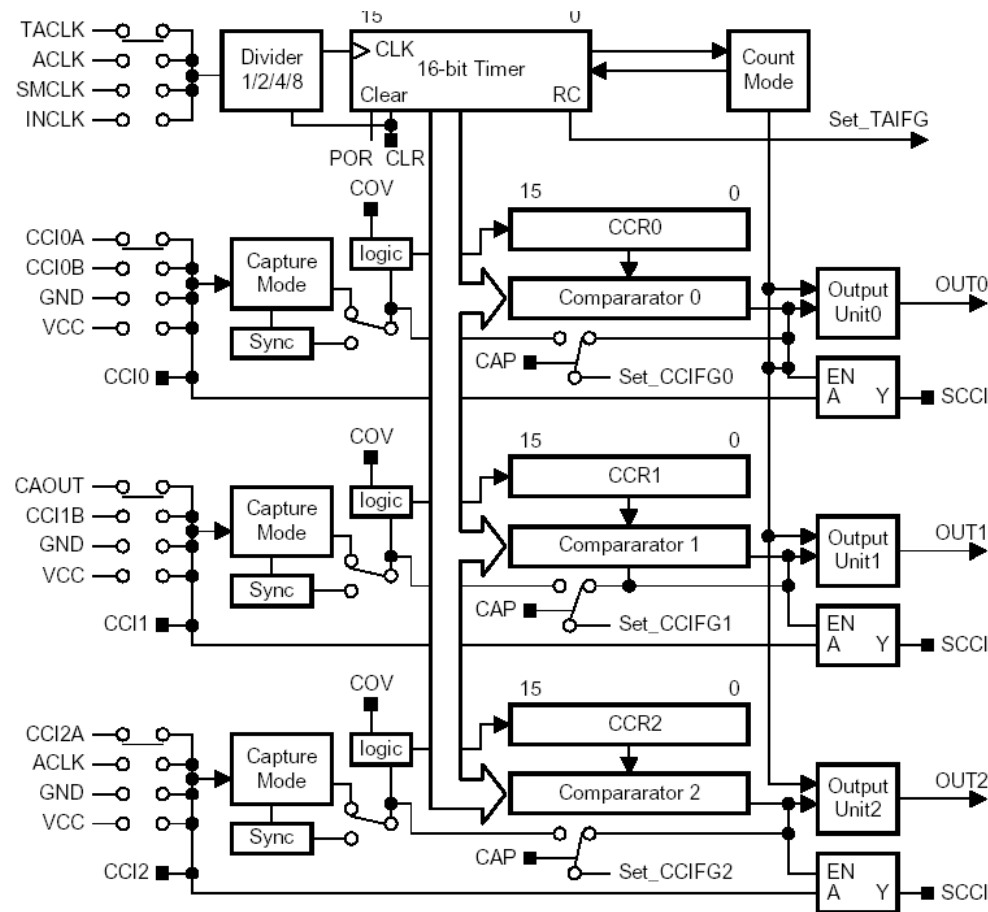 15 0
TACLK
ACLK
SMCLK
INCLK
Divider
1/2/4/8
CLK
16-bit Timer
Clear RC
POR CLR
Count
Mode
Set_TAIFG
COV
15 0
CCI0A
CCI0B
GND
VCC
CCI0
Capture
Mode
Sync
logic
CCR0
Compararator 0
CAP
Set_CCIFG0
Output
Unit0
OUT0
EN
A Y
SCCI
COV
15 0
CAOUT
CCI1B
GND
VCC
CCI1
Capture
Mode
Sync
logic
CCR1
Compararator 1
CAP
Set_CCIFG1
Output
Unit1
OUT1
EN
A Y
SCCI
COV
15 0
CCI2A
ACLK
GND
VCC
CCI2
Capture
Mode
Sync
logic
CCR2
Compararator 2
CAP
Set_CCIFG2
Output
Unit2
OUT2
EN
A Y
SCCI